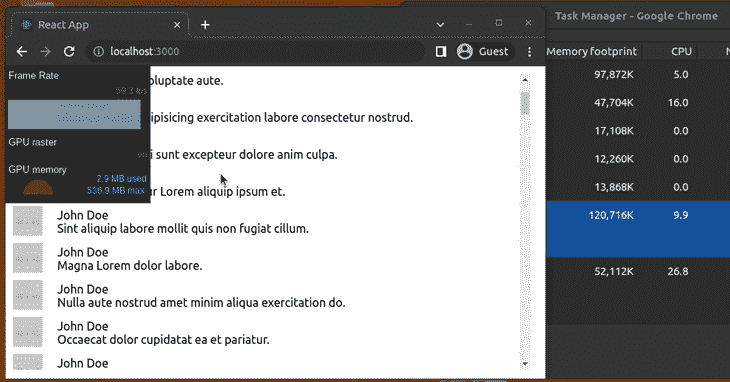 Task Manager - Google Chrome
React App
localhost:3000
Guest
Memory footprint CPU
Frame Rate
59.3 fps
GPU raster
GPU memory
2.9 MB used
536.9 MB max
oluptate aute.
ipisicing exercitation labore consectetur nostrud.
i sunt excepteur dolore anim culpa.
ur Lorem aliquip ipsum et.
John Doe
Sint aliquip labore mollit quis non fugiat cillum.
John Doe
Magna Lorem dolor labore.
John Doe
Nulla aute nostrud amet minim aliqua exercitation do.
John Doe
Occaecat dolor cupidatat ea et pariatur.
John Doe
97,872K 5.0
47,704K 16.0
17,108K 0.0
12,260K 0.0
13,868K 0.0
120,716K 9.9
52,112K 26.8